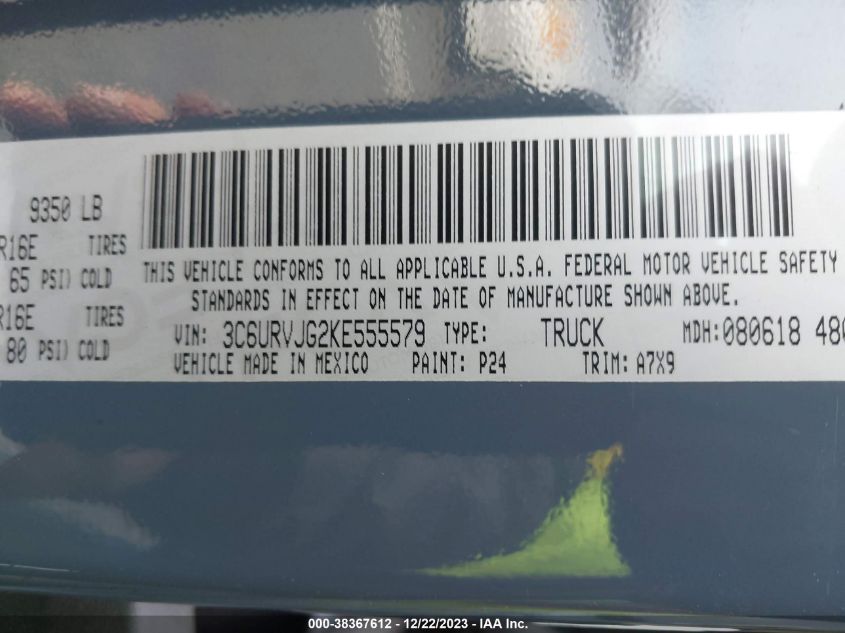 9350 LB
R16E TIRES
65 PSI) COLD
R16E TIRES
80 PSI) COLD
THIS VEHICLE CONFORMS TO ALL APPLICABLE U.S.A. FEDERAL MOTOR VEHICLE SAFETY
STANDARDS IN EFFECT ON THE DATE OF MANUFACTURE SHOWN ABOVE.
VIN: 3C6URVJG2KE555579 TYPE: TRUCK MDH: 080618 480
VEHICLE MADE IN MEXICO PAINT: P24 TRIM: A7X9
000-38367612 - 12/22/2023 - IAA Inc.